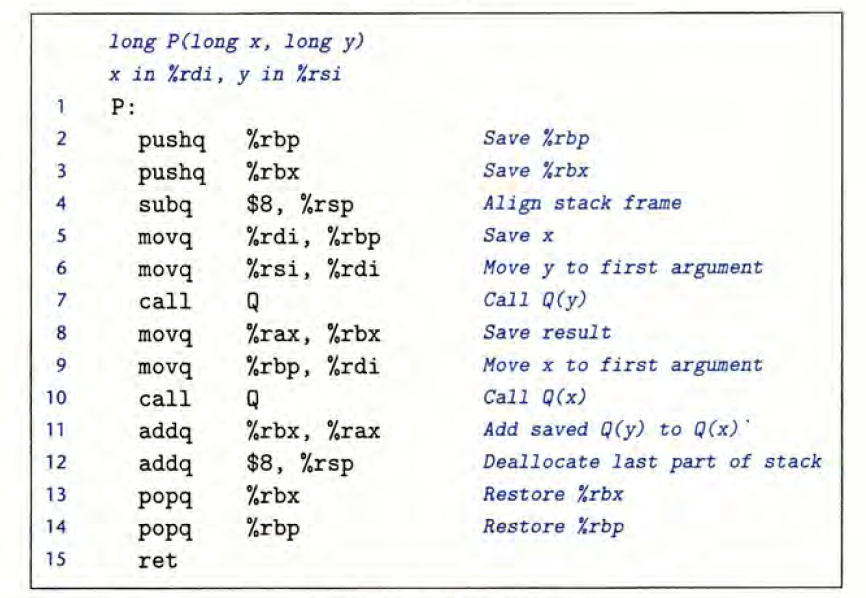 long P(long x, long y)
x in %rdi, y in %rsi
1 P:
2 pushq %rbp Save %rbp
3 pushq %rbx Save %rbx
4 subq $8, %rsp Align stack frame
5 movq %rdi, %rbp Save x
6 movq %rsi, %rdi Move y to first argument
7 call Q Call Q(y)
8 movq %rax, %rbx Save result
9 movq %rbp, %rdi Move x to first argument
10 call Q Call Q(x)
11 addq %rbx, %rax Add saved Q(y) to Q(x)
12 addq $8, %rsp Deallocate last part of stack
13 popq %rbx Restore %rbx
14 popq %rbp Restore %rbp
15 ret